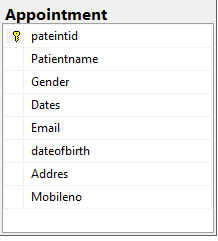 Appointment
pateintid
Patientname
Gender
Dates
Email
dateofbirth
Addres
Mobileno